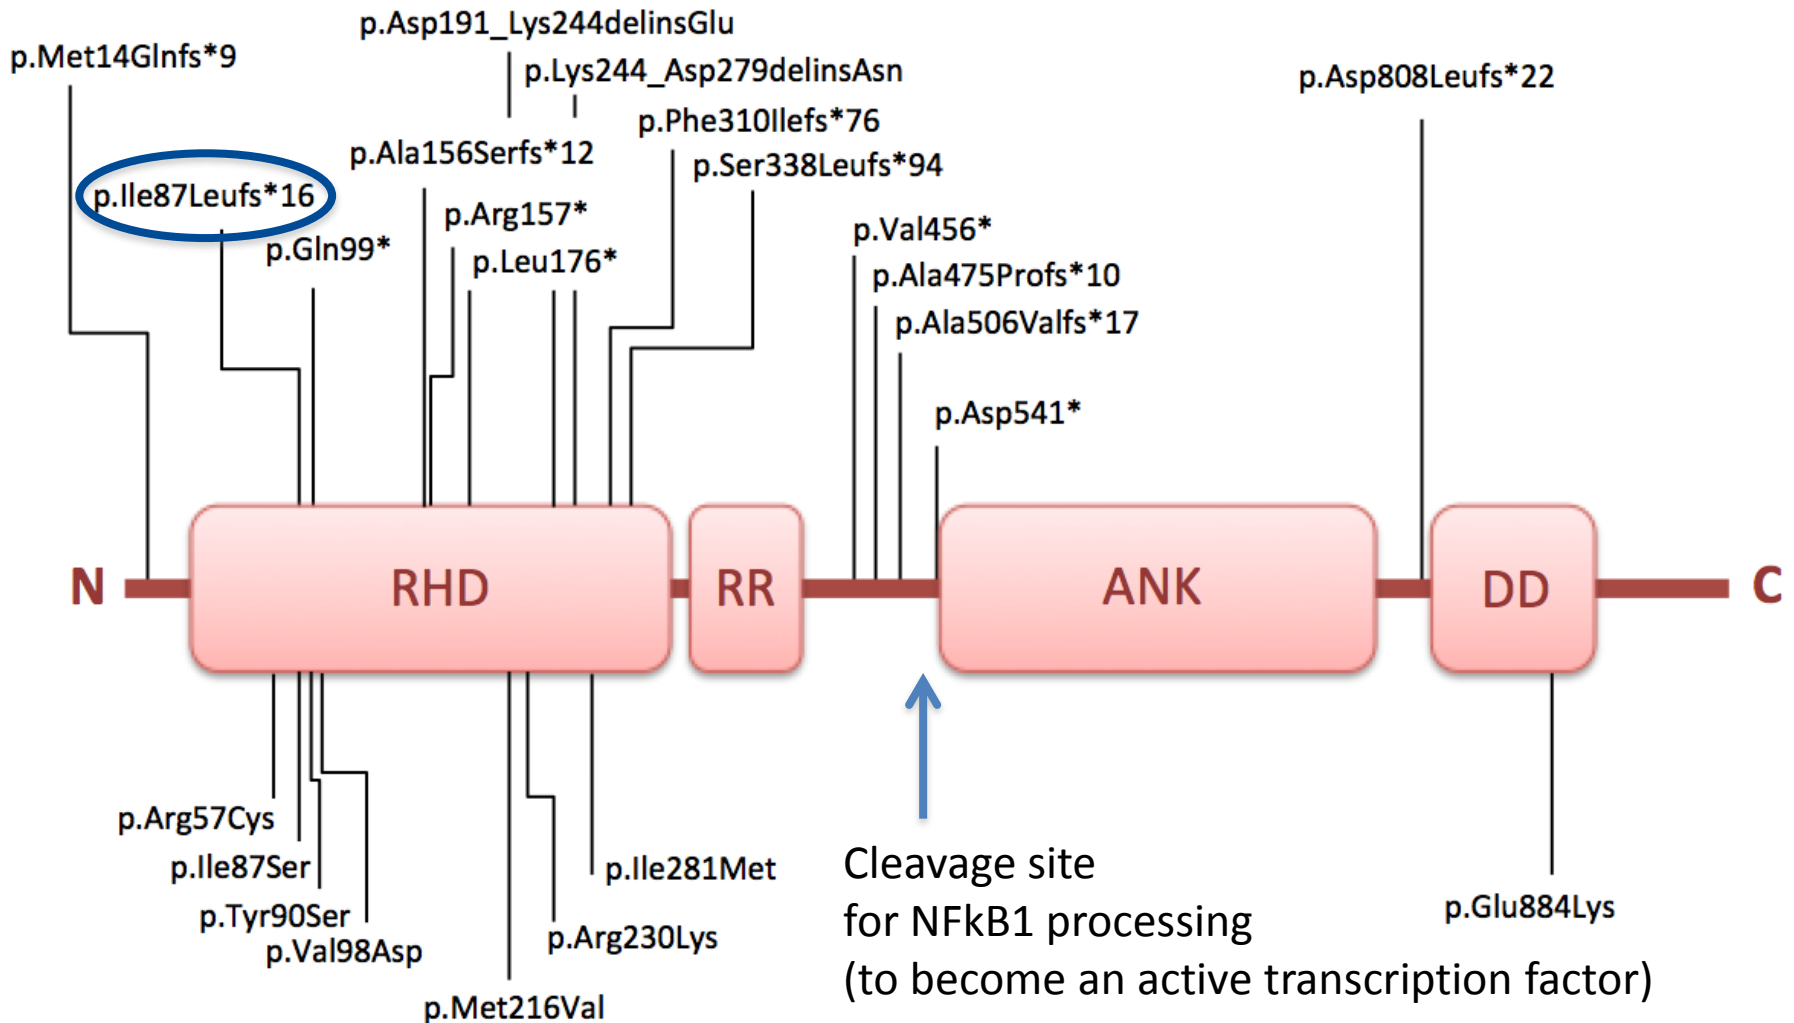 p.Asp191_Lys244delinsGlu
p.Met14Glnfs*9
p.Lys244_Asp279delinsAsn
p.Asp808Leufs*22
p.Phe310Ilefs*76
p.Ala156Serfs*12
p.Ser338Leufs*94
p.Ile87Leufs*16
p.Arg157*
p.Val456*
p.Gln99*
p.Leu176*
p.Ala475Profs*10
p.Ala506Valfs*17
p.Asp541*
N
RHD
RR
ANK
DD
C
p.Arg57Cys
p.Ile87Ser
p.Tyr90Ser
p.Val98Asp
p.Met216Val
p.Arg230Lys
p.Ile281Met
Cleavage site
for NFkB1 processing
(to become an active transcription factor)
p.Glu884Lys